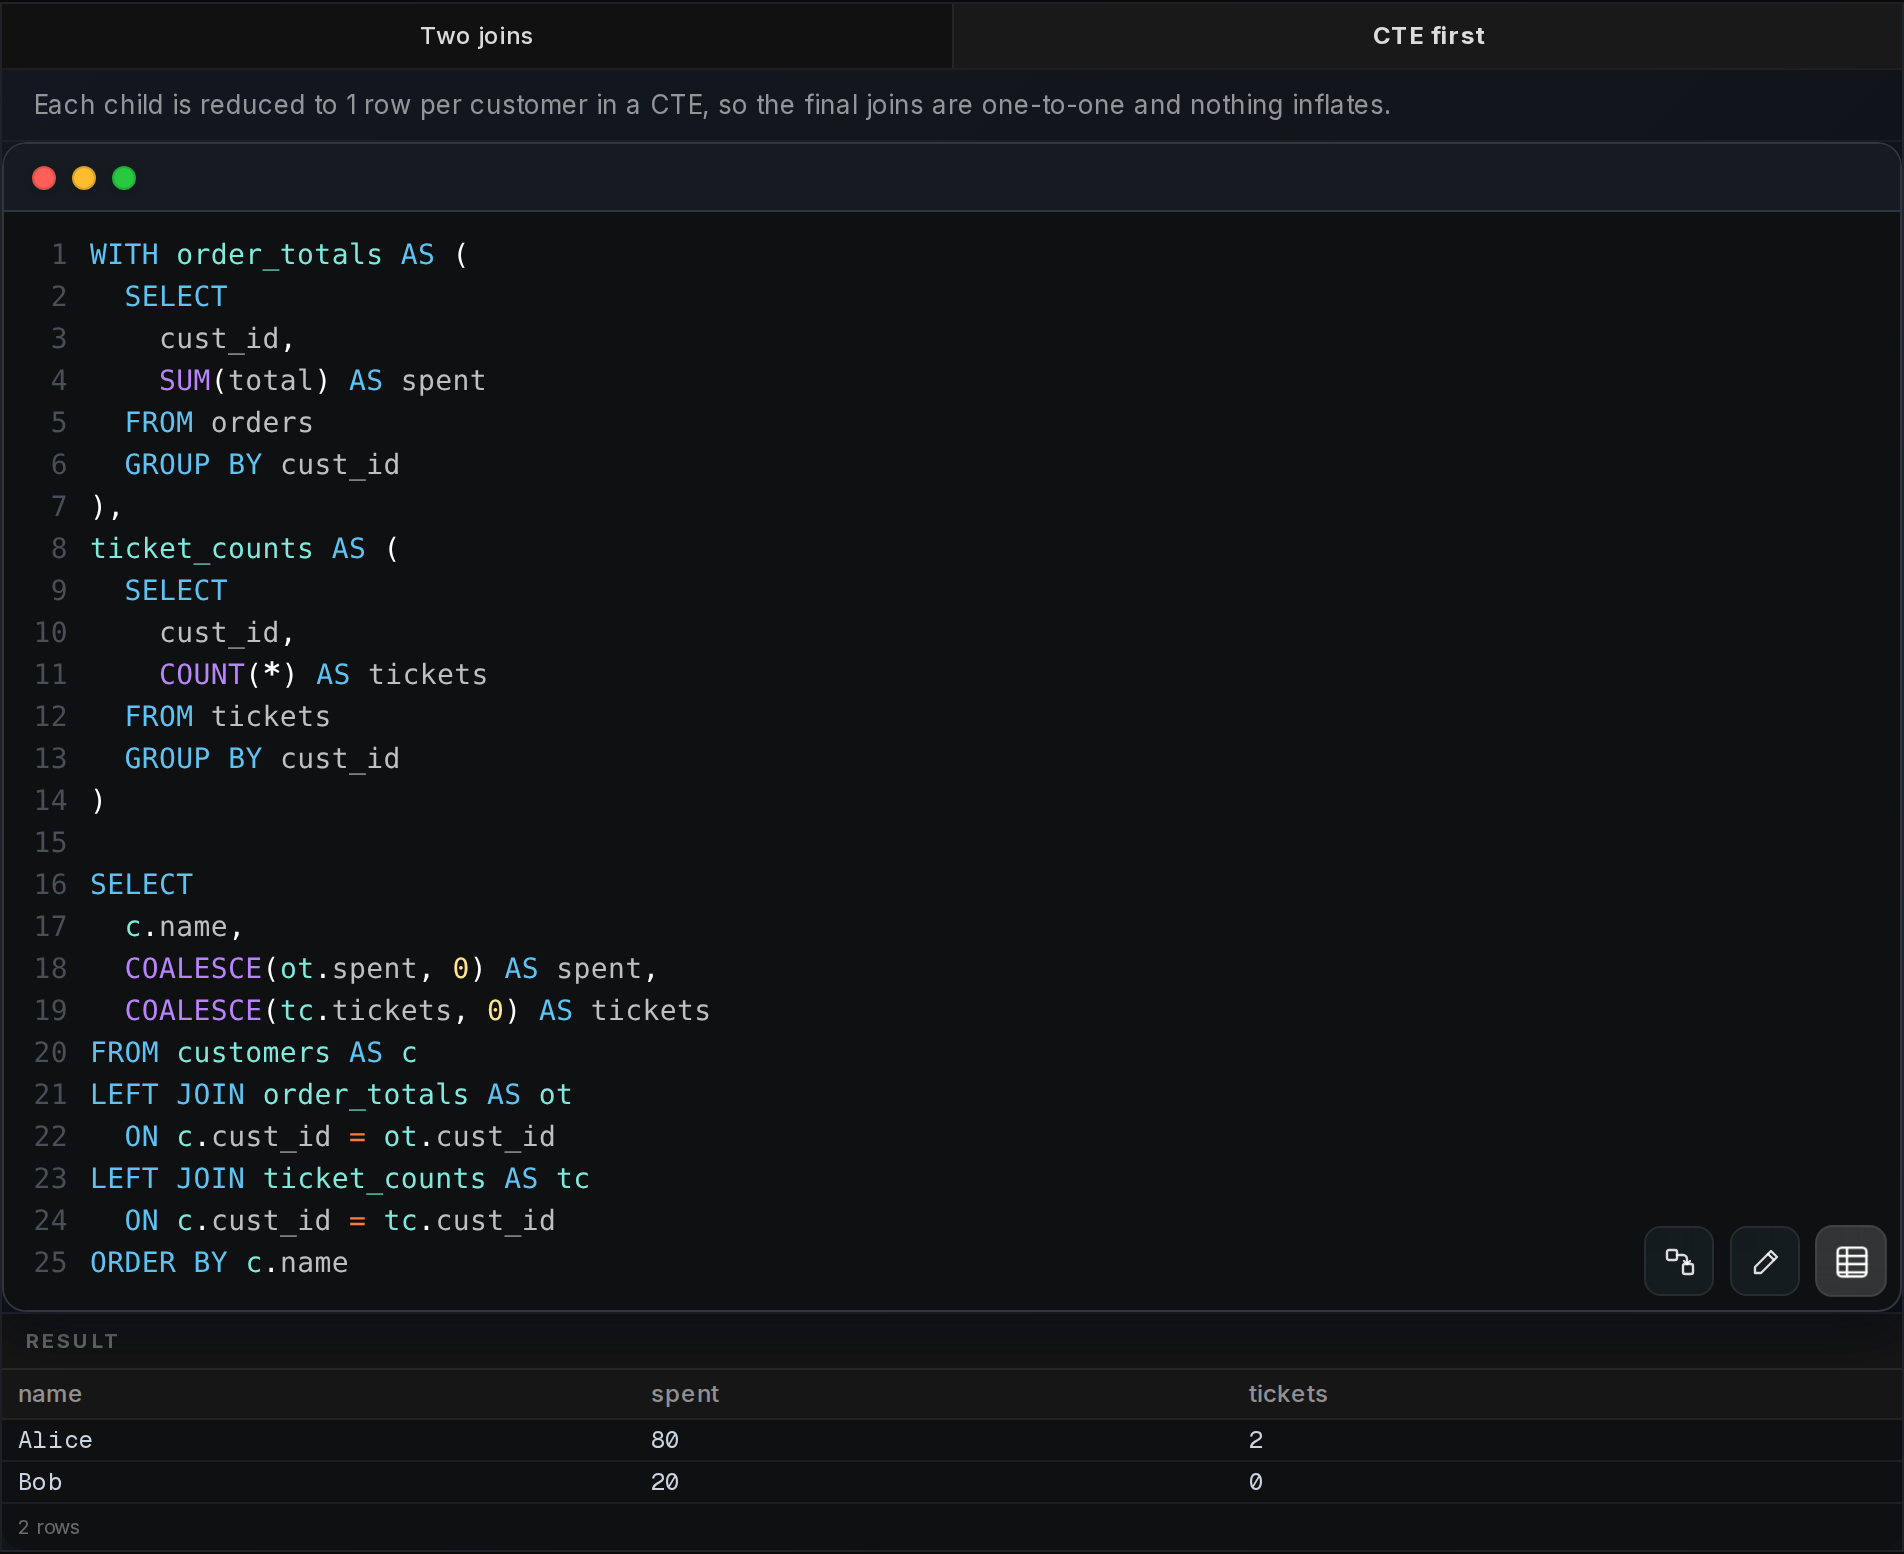 Two joins
CTE first
Each child is reduced to 1 row per customer in a CTE, so the final joins are one-to-one and nothing inflates.
1 WITH order_totals AS (
2   SELECT
3     cust_id,
4     SUM(total) AS spent
5   FROM orders
6   GROUP BY cust_id
7 ),
8 ticket_counts AS (
9   SELECT
10     cust_id,
11     COUNT(*) AS tickets
12   FROM tickets
13   GROUP BY cust_id
14 )
15
16 SELECT
17   c.name,
18   COALESCE(ot.spent, 0) AS spent,
19   COALESCE(tc.tickets, 0) AS tickets
20 FROM customers AS c
21 LEFT JOIN order_totals AS ot
22   ON c.cust_id = ot.cust_id
23 LEFT JOIN ticket_counts AS tc
24   ON c.cust_id = tc.cust_id
25 ORDER BY c.name
RESULT
name spent tickets
Alice 80 2
Bob 20 0
2 rows